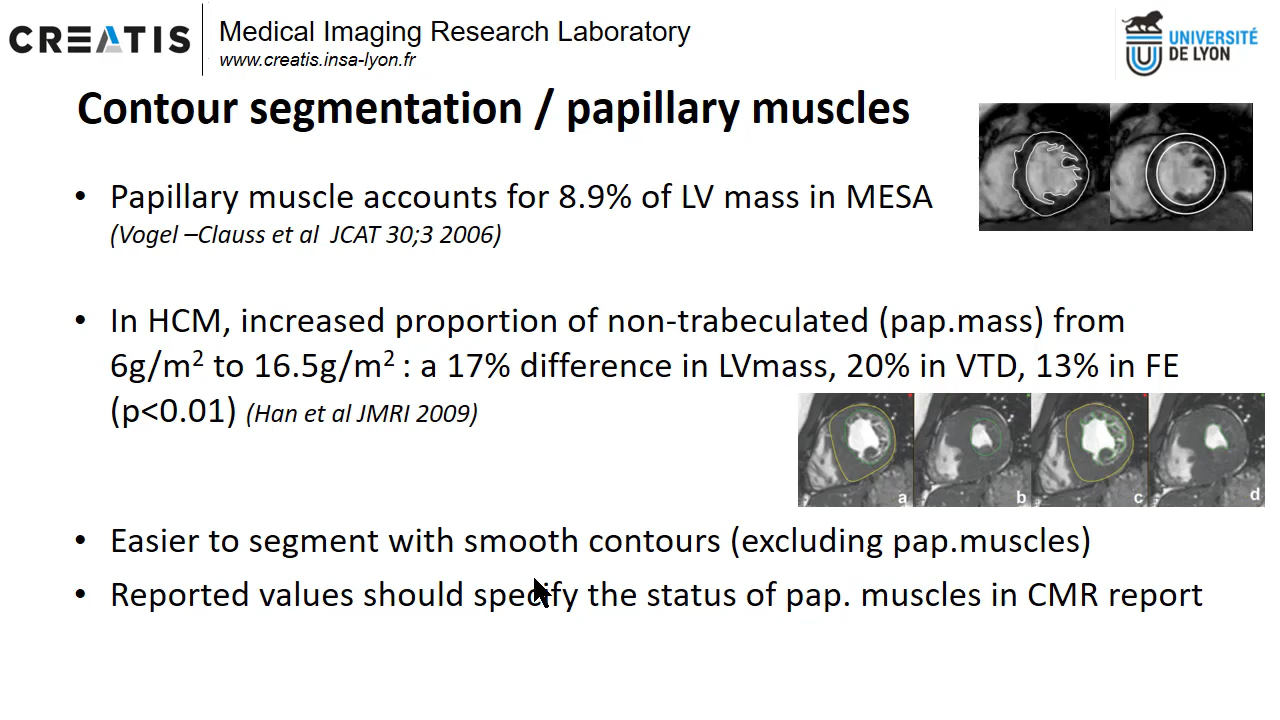 CREATIS
Medical Imaging Research Laboratory
www.creatis.insa-lyon.fr
UNIVERSITÉ
DE LYON
Contour segmentation / papillary muscles
• Papillary muscle accounts for 8.9% of LV mass in MESA
(Vogel –Clauss et al JCAT 30;3 2006)
• In HCM, increased proportion of non-trabeculated (pap.mass) from
6g/m² to 16.5g/m² : a 17% difference in LVmass, 20% in VTD, 13% in FE
(p<0.01) (Han et al JMRI 2009)
a b c d
• Easier to segment with smooth contours (excluding pap.muscles)
• Reported values should specify the status of pap. muscles in CMR report